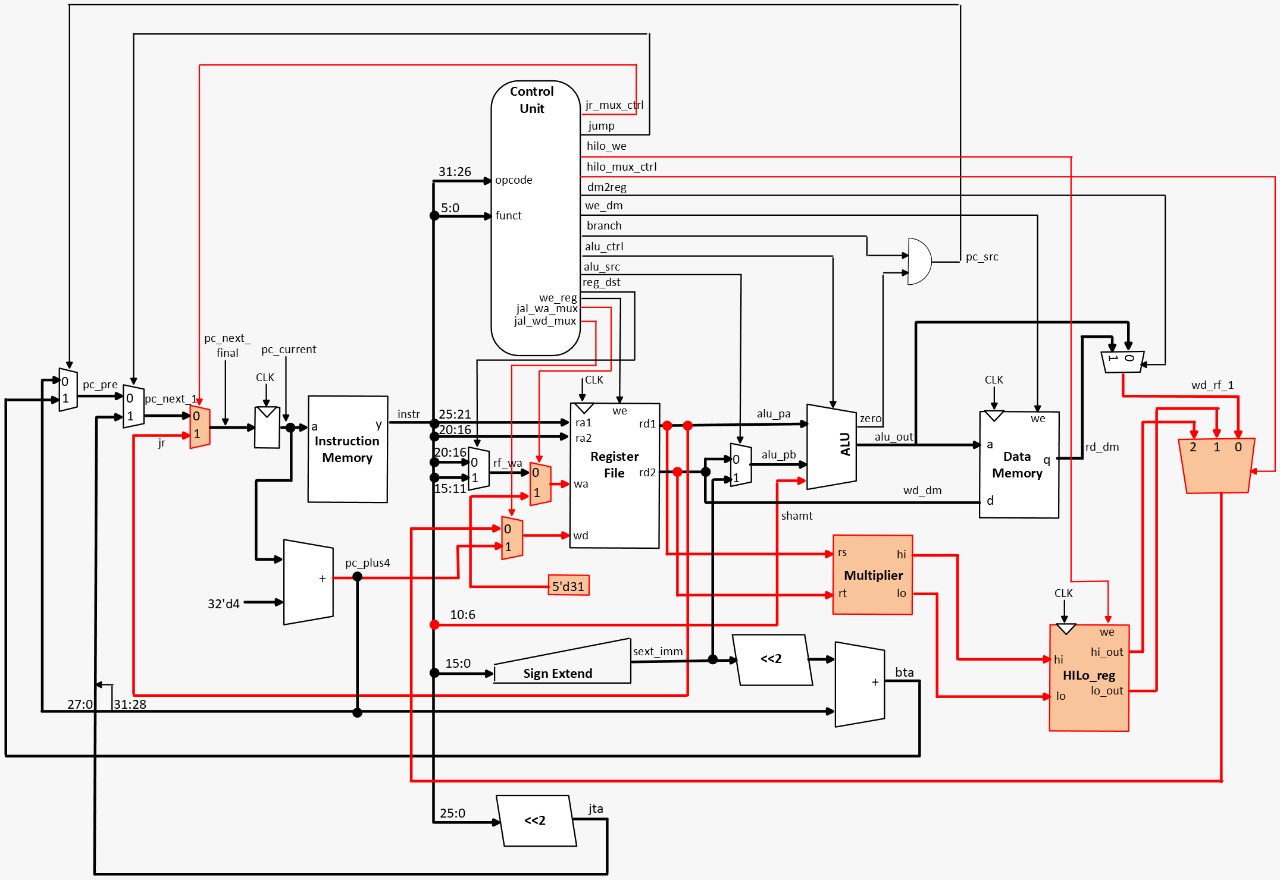 Control
Unit
jr_mux_ctrl
jump
hilo_we
hilo_mux_ctrl
dm2reg
we_dm
branch
alu_ctrl
alu_src
reg_dst
we_reg
jal_wa_mux
jal_wd_mux
31:26
opcode
5:0
funct
pc_src
pc_next_
final
pc_current
CLK
pc_pre
0
1
0
1
pc_next_1
0
1
jr
a
y
Instruction
Memory
instr
25:21
20:16
20:16
15:11
0
1
rf_wa
0
1
0
1
CLK
we
ra1
ra2
wa
wd
rd1
rd2
Register
File
5'd31
alu_pa
alu_pb
0
1
ALU
zero
alu_out
shamt
wd_dm
CLK
we
a
q
d
Data
Memory
rd_dm
1
0
wd_rf_1
2
1
0
pc_plus4
+
32'd4
10:6
15:0
Sign Extend
sext_imm
<<2
+
bta
rs
rt
hi
lo
Multiplier
CLK
we
hi
lo
hi_out
lo_out
HILo_reg
27:0
31:28
25:0
<<2
jta